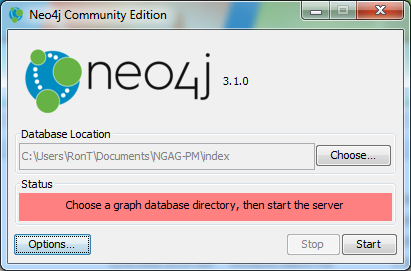 Neo4j Community Edition
neo4j 3.1.0
Database Location
C:\Users\RonT\Documents\NGAG-PM\index
Choose...
Status
Choose a graph database directory, then start the server
Options...
Stop
Start